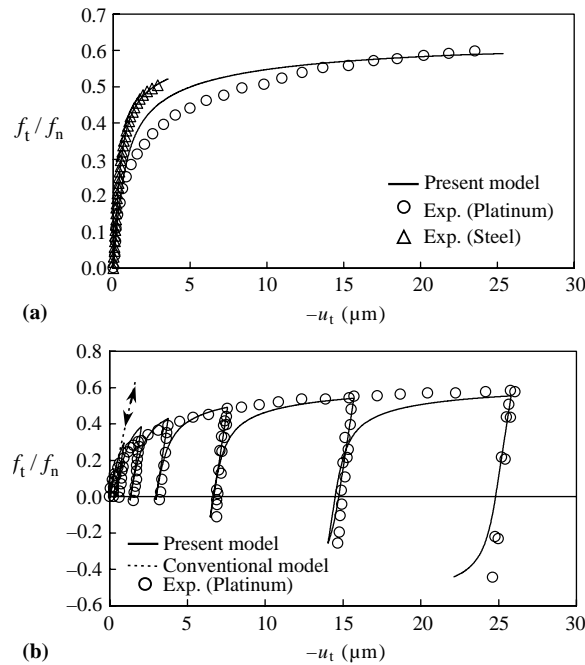 0.7
0.6
0.5
0.4
0.3
0.2
0.1
0.0
f_t / f_n
Present model
Exp. (Platinum)
Exp. (Steel)
0 5 10 15 20 25 30
(a)
−u_t (µm)
0.8
0.6
0.4
0.2
0.0
−0.2
−0.4
−0.6
f_t / f_n
Present model
Conventional model
Exp. (Platinum)
0 5 10 15 20 25 30
(b)
−u_t (µm)